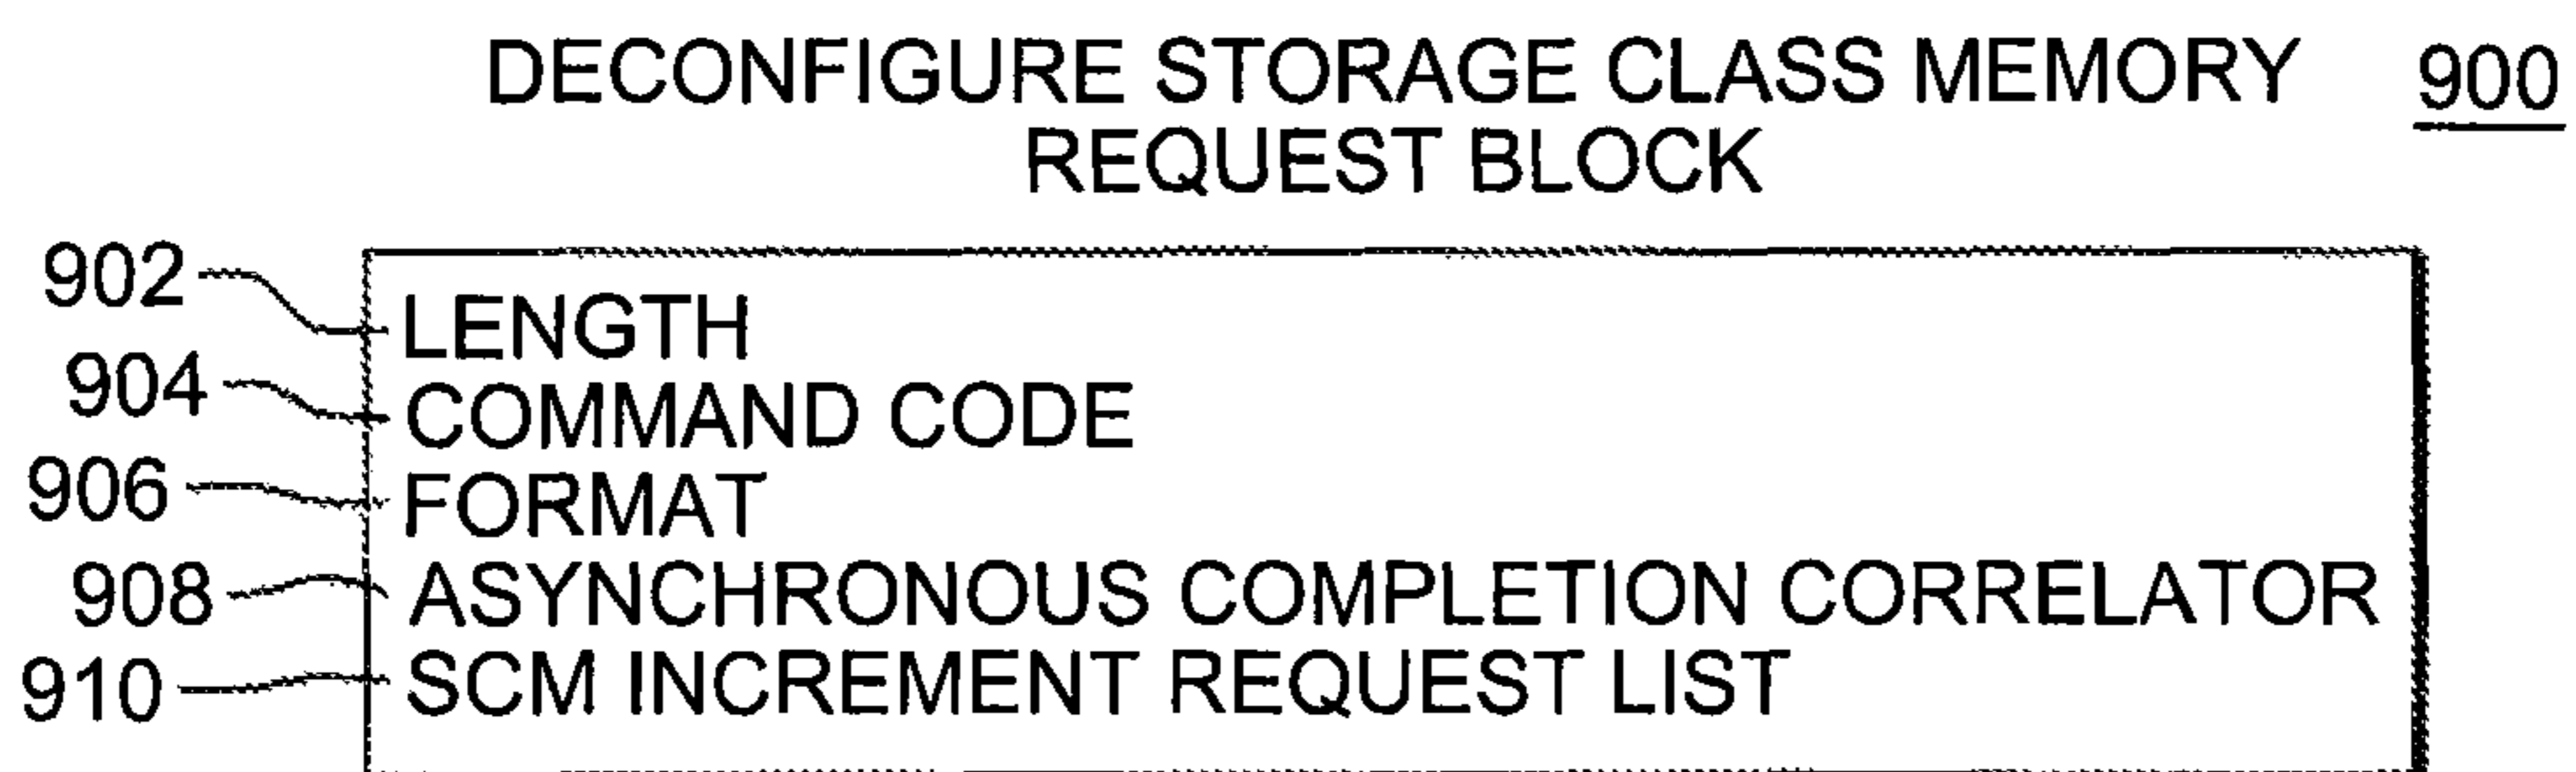 DECONFIGURE STORAGE CLASS MEMORY 900
REQUEST BLOCK
902 LENGTH
904 COMMAND CODE
906 FORMAT
908 ASYNCHRONOUS COMPLETION CORRELATOR
910 SCM INCREMENT REQUEST LIST